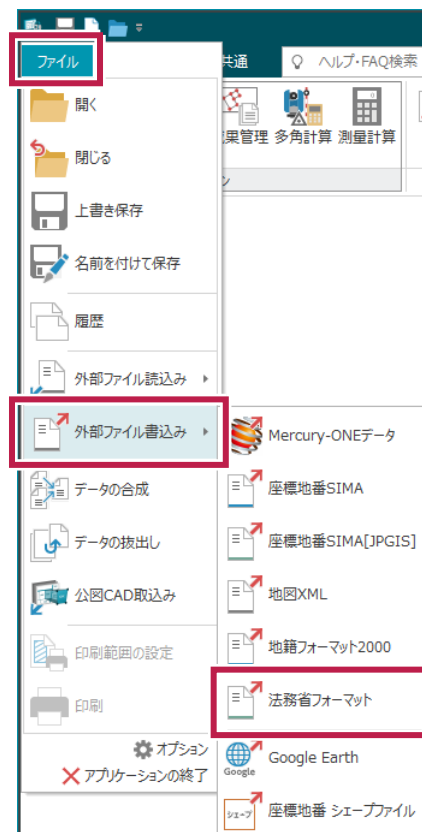 ファイル
共通
ヘルプ・FAQ検索
開く
果管理 多角計算 測量計算
閉じる
ン
上書き保存
名前を付けて保存
履歴
外部ファイル読込み
外部ファイル書込み
Mercury-ONEデータ
データの合成
座標地番SIMA
データの抜出し
座標地番SIMA[JPGIS]
公図CAD取込み
地図XML
印刷範囲の設定
地籍フォーマット2000
印刷
法務省フォーマット
オプション
Google
Google Earth
アプリケーションの終了
シェープ
座標地番 シェープファイル